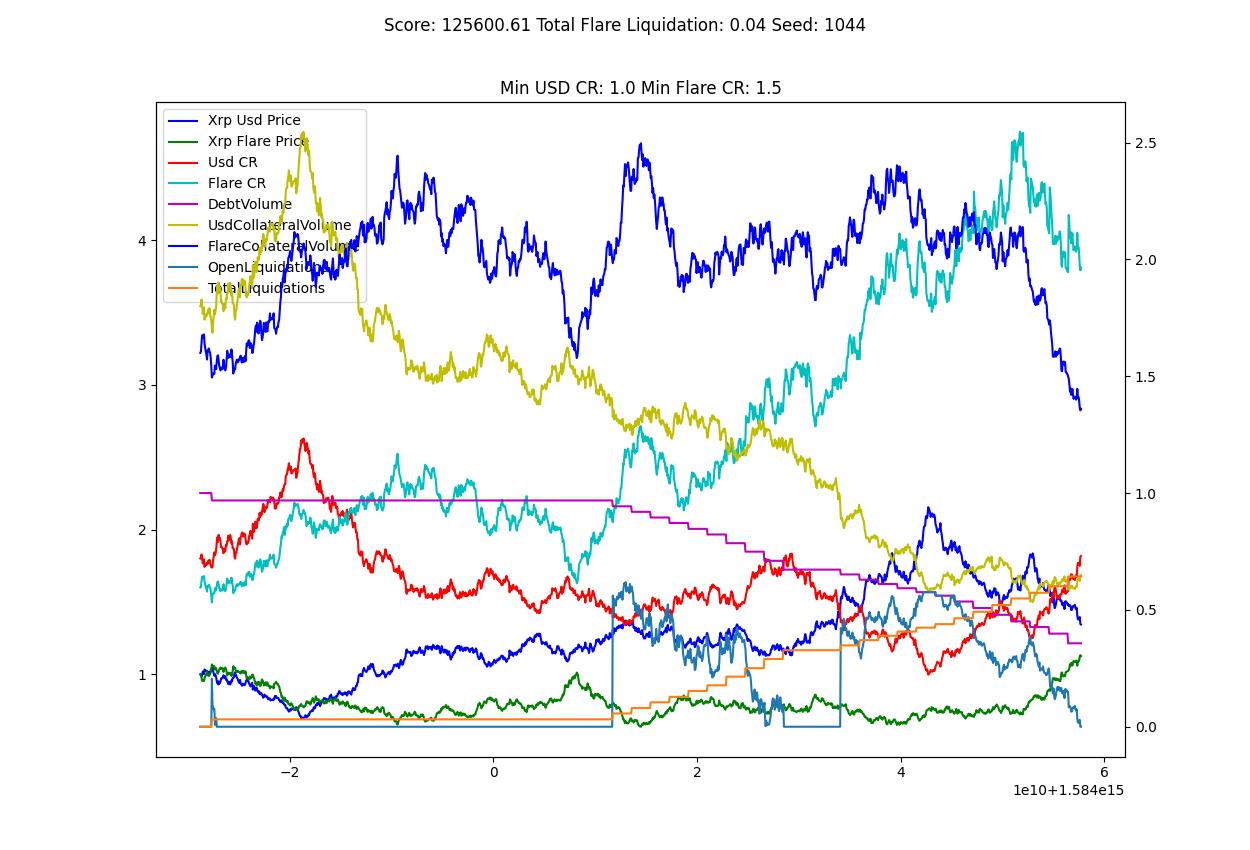 Score: 125600.61 Total Flare Liquidation: 0.04 Seed: 1044
Min USD CR: 1.0 Min Flare CR: 1.5
Xrp Usd Price
Xrp Flare Price
Usd CR
Flare CR
DebtVolume
UsdCollateralVolume
FlareCollateralVolume
OpenLiquidations
TotalLiquidations
4
3
2
1
2.5
2.0
1.5
1.0
0.5
0.0
−2
0
2
4
6
1e10+1.584e15